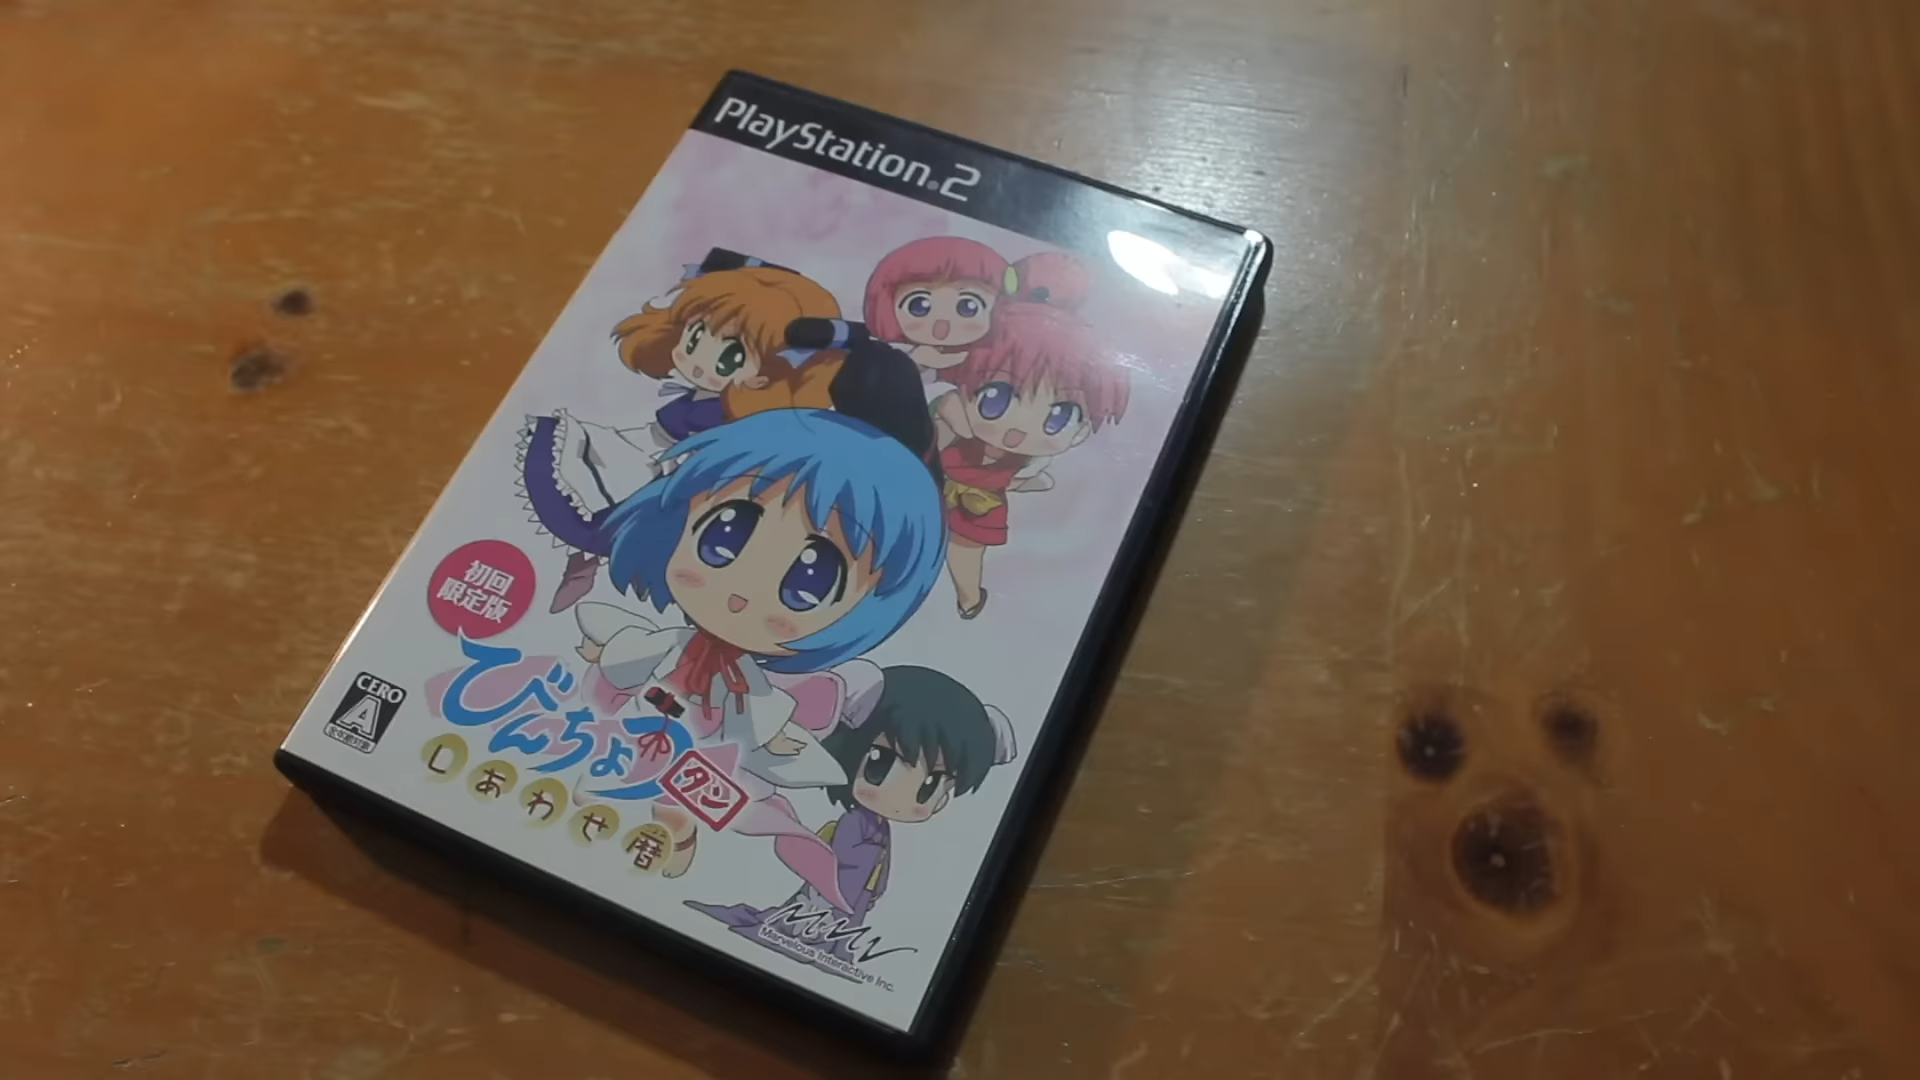 PlayStation.2
初回
限定版
びんちょうタン
しあわせ暦
CERO
A
MMV
Marvelous Interactive Inc.